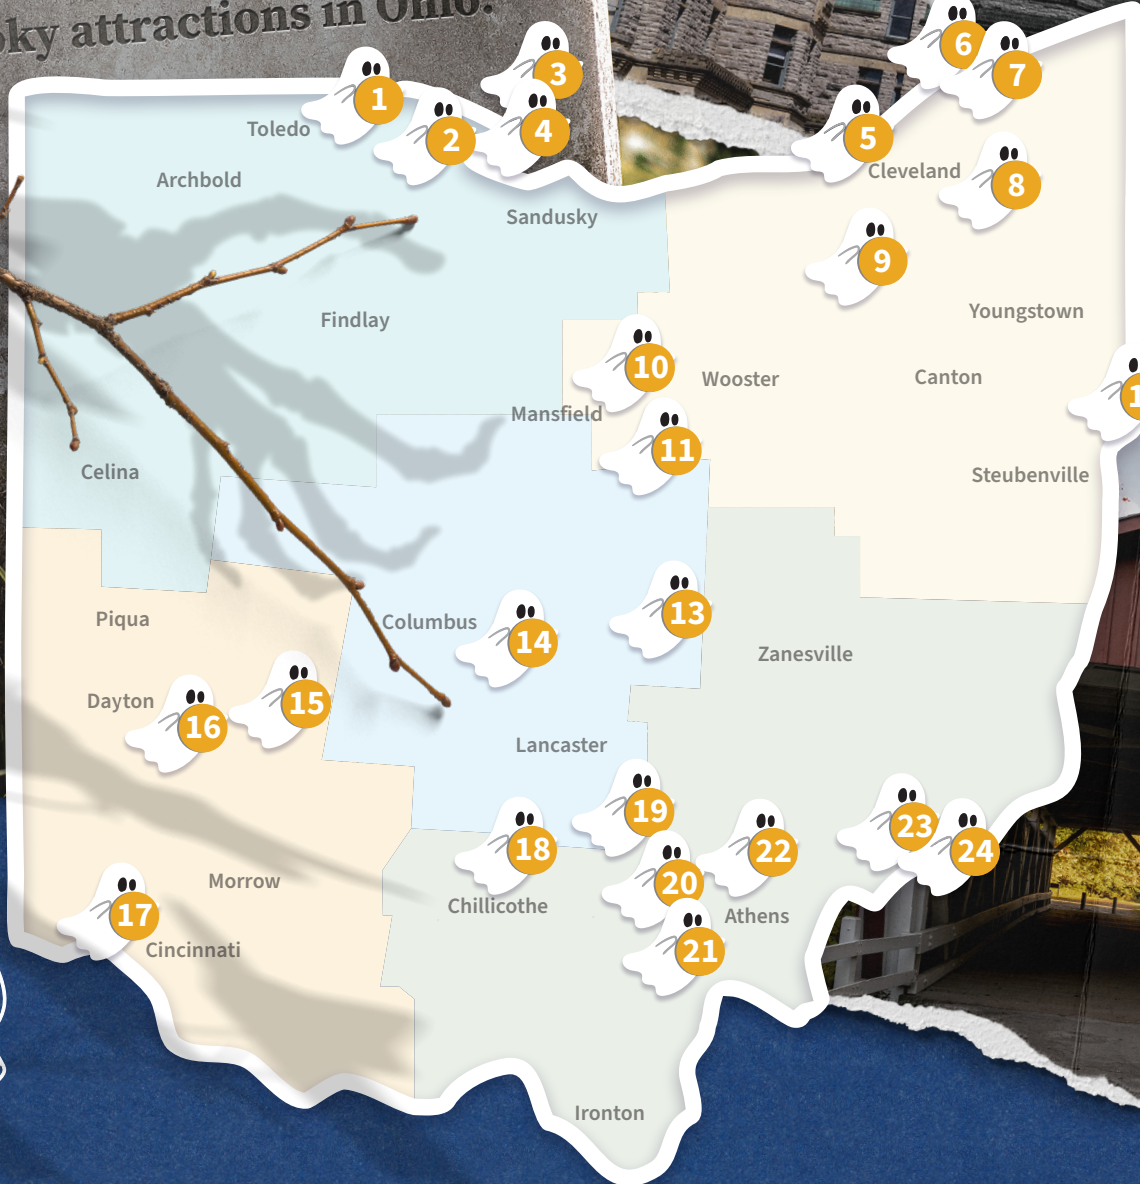 attractions in Ohio.
6
3
7
1
4
5
2
Toledo
Cleveland
Archbold
8
Sandusky
9
Youngstown
Findlay
10
Wooster
Canton
Mansfield
11
Celina
Steubenville
13
Piqua
Columbus
14
Zanesville
Dayton
15
16
Lancaster
19
23
18
22
24
20
Morrow
Chillicothe
17
Athens
Cincinnati
21
Ironton